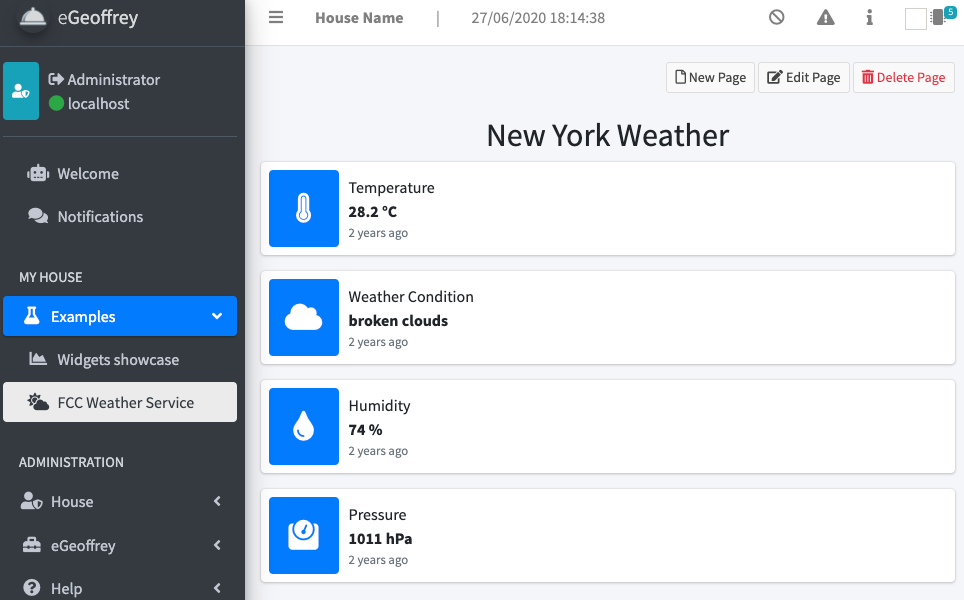 eGeoffrey
House Name | 27/06/2020 18:14:38
5
Administrator
localhost
Welcome
Notifications
MY HOUSE
Examples
Widgets showcase
FCC Weather Service
ADMINISTRATION
House
eGeoffrey
Help
New Page Edit Page Delete Page
New York Weather
Temperature
28.2 °C
2 years ago
Weather Condition
broken clouds
2 years ago
Humidity
74 %
2 years ago
Pressure
1011 hPa
2 years ago